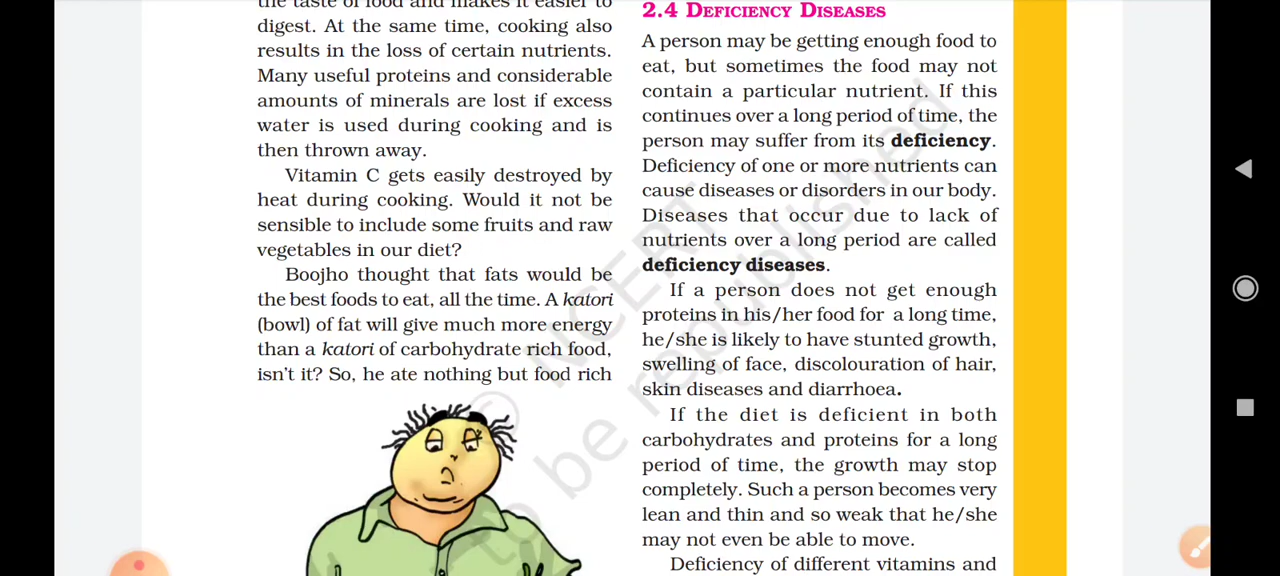 the taste of food and makes it easier to
digest. At the same time, cooking also
results in the loss of certain nutrients.
Many useful proteins and considerable
amounts of minerals are lost if excess
water is used during cooking and is
then thrown away.
Vitamin C gets easily destroyed by
heat during cooking. Would it not be
sensible to include some fruits and raw
vegetables in our diet?
Boojho thought that fats would be
the best foods to eat, all the time. A katori
(bowl) of fat will give much more energy
than a katori of carbohydrate rich food,
isn't it? So, he ate nothing but food rich
2.4 DEFICIENCY DISEASES
A person may be getting enough food to
eat, but sometimes the food may not
contain a particular nutrient. If this
continues over a long period of time, the
person may suffer from its deficiency.
Deficiency of one or more nutrients can
cause diseases or disorders in our body.
Diseases that occur due to lack of
nutrients over a long period are called
deficiency diseases.
If a person does not get enough
proteins in his/her food for a long time,
he/she is likely to have stunted growth,
swelling of face, discolouration of hair,
skin diseases and diarrhoea.
If the diet is deficient in both
carbohydrates and proteins for a long
period of time, the growth may stop
completely. Such a person becomes very
lean and thin and so weak that he/she
may not even be able to move.
Deficiency of different vitamins and
© NCERT
to be republished